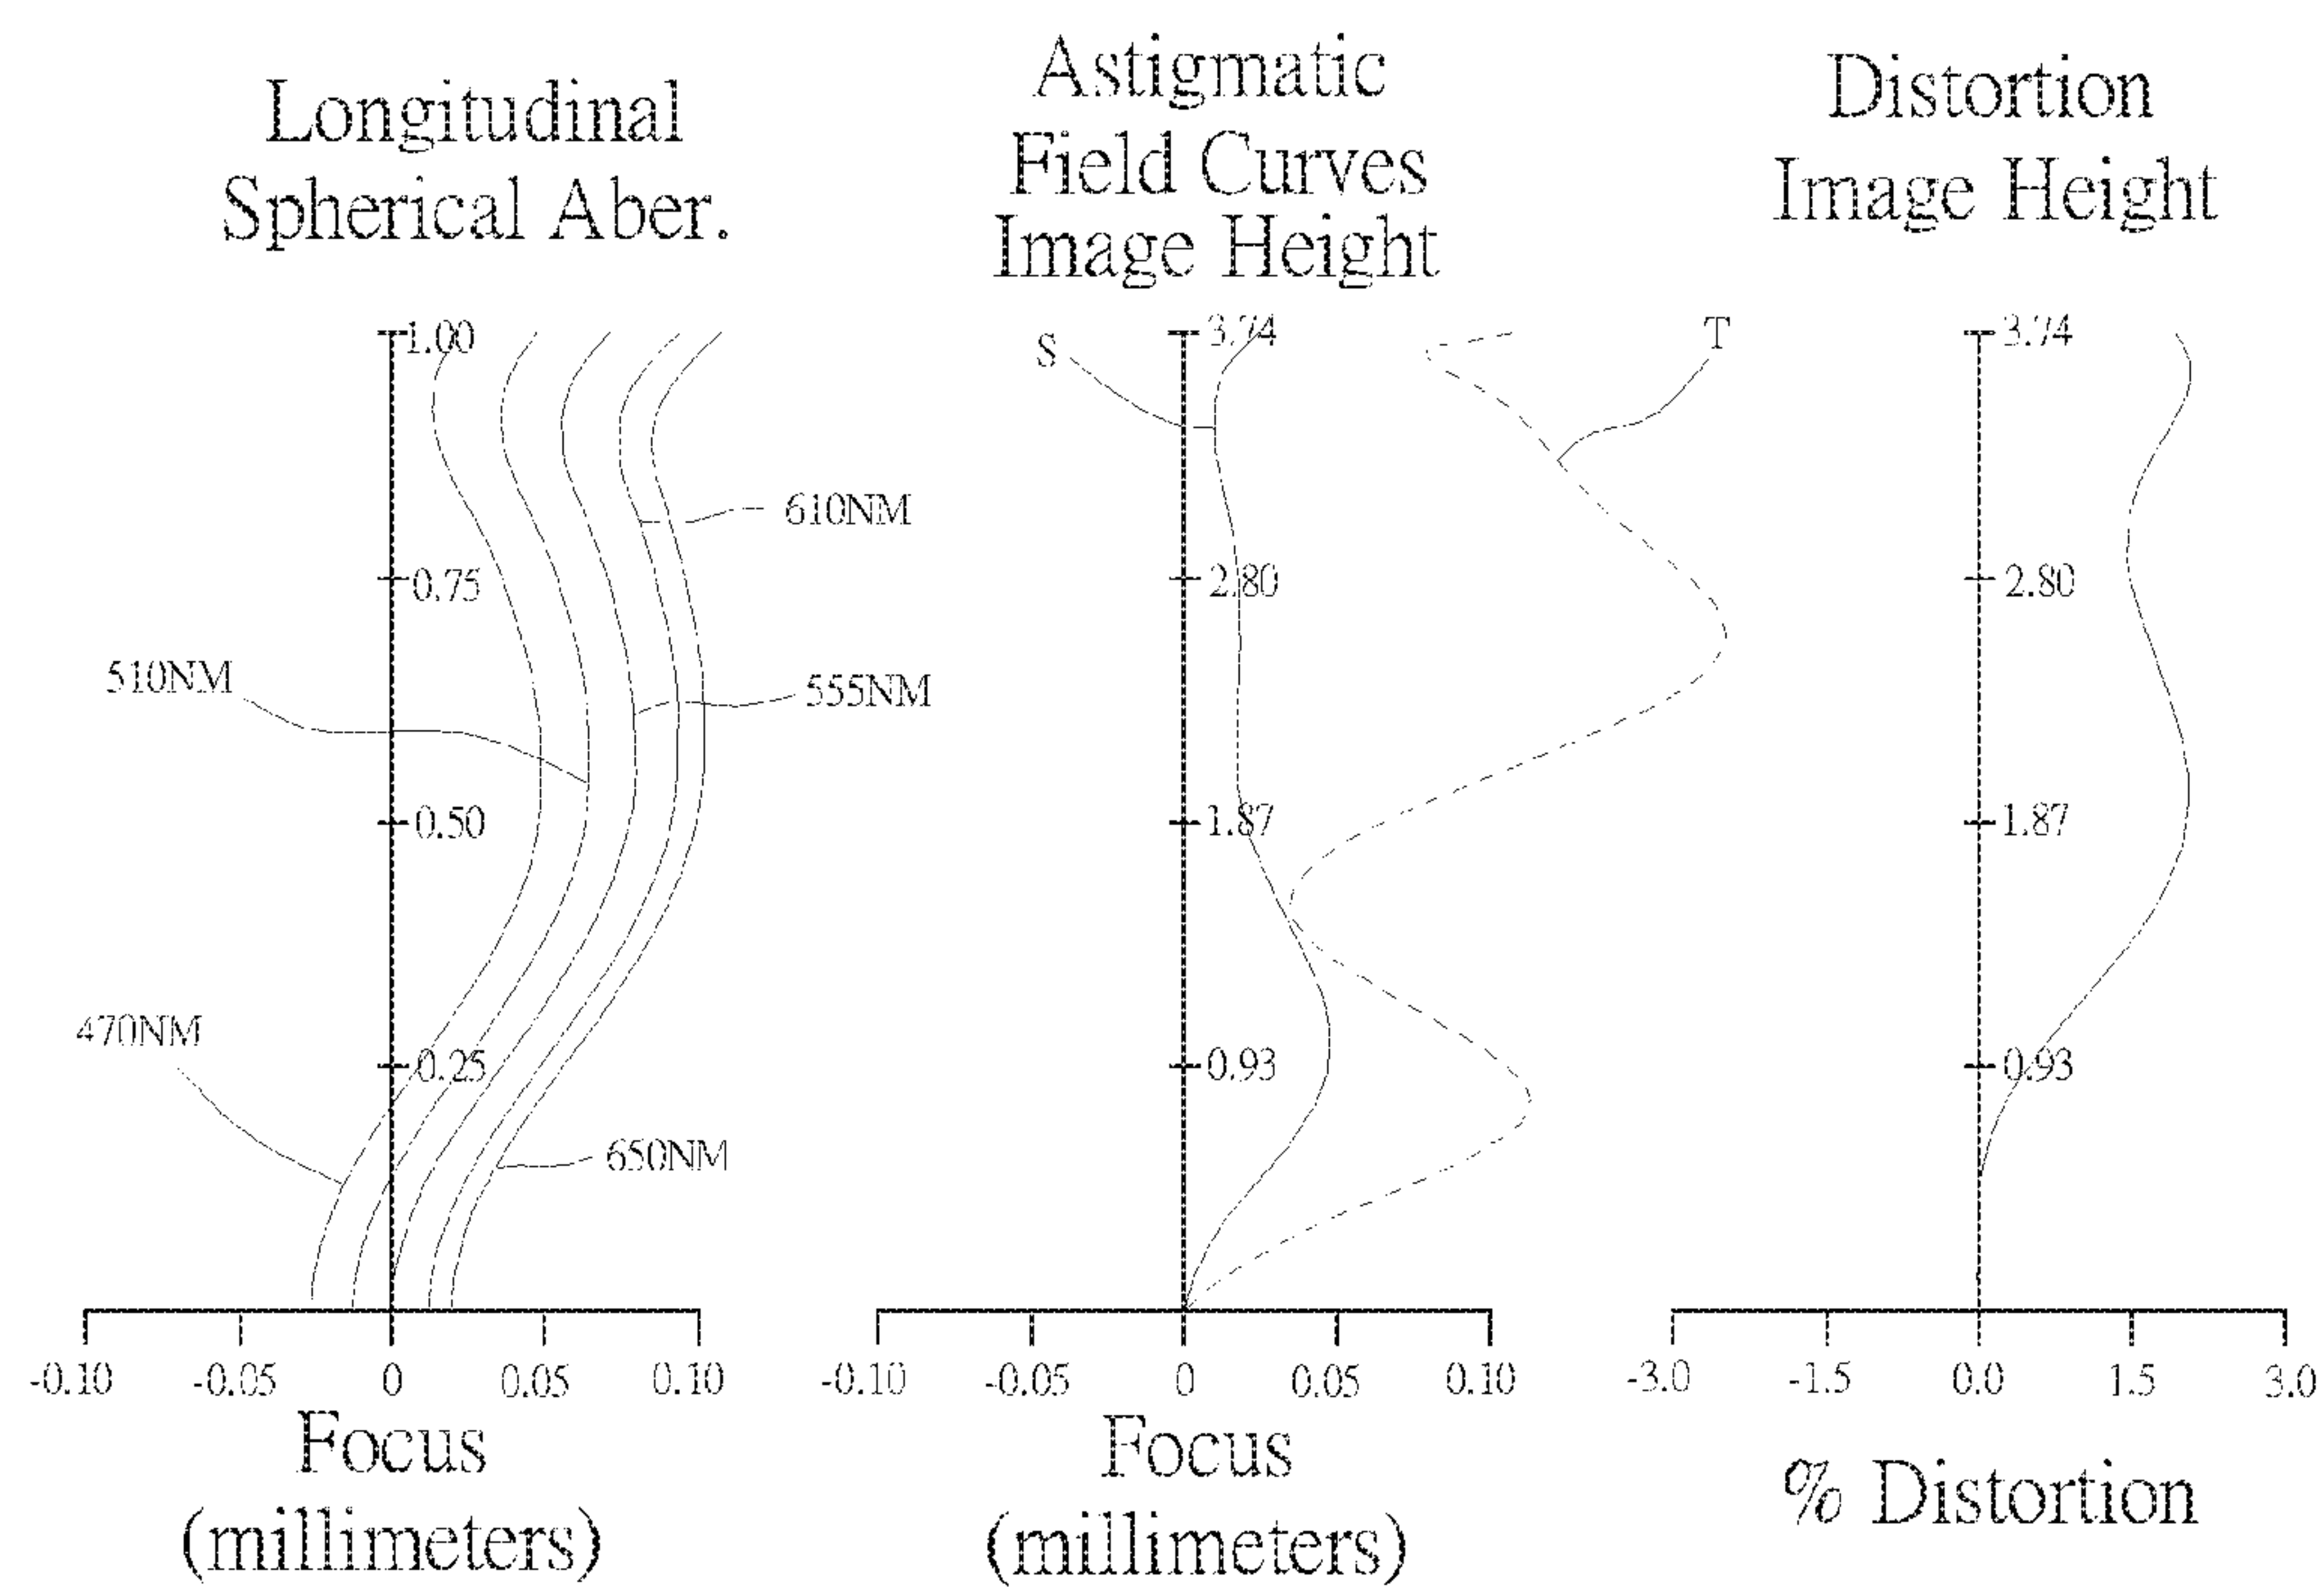 Longitudinal
Spherical Aber.
1.00
0.75
0.50
0.25
610NM
510NM
555NM
470NM
650NM
-0.10 -0.05 0 0.05 0.10
Focus
(millimeters)
Astigmatic
Field Curves
Image Height
S
T
3.74
2.80
1.87
0.93
-0.10 -0.05 0 0.05 0.10
Focus
(millimeters)
Distortion
Image Height
3.74
2.80
1.87
0.93
-3.0 -1.5 0.0 1.5 3.0
% Distortion